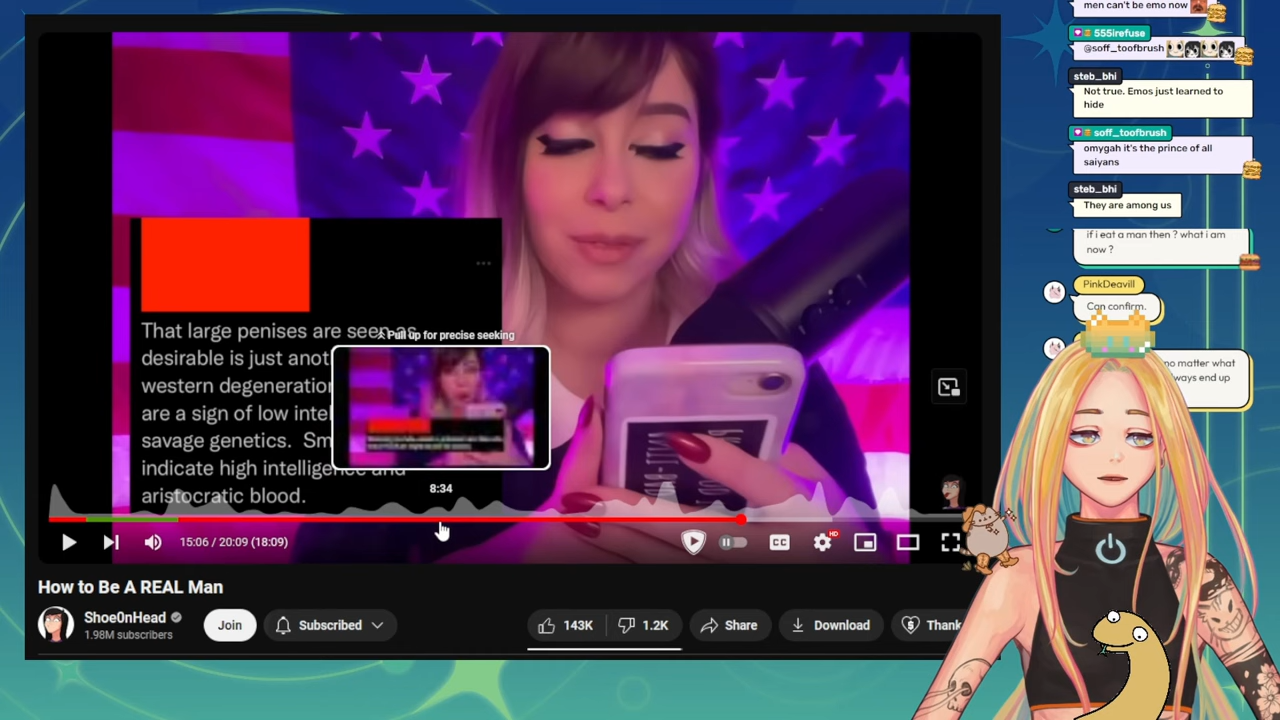 men can't be emo now
555irefuse
@soff_toofbrush
steb_bhi
Not true. Emos just learned to
hide
soff_toofbrush
omygah it's the prince of all
saiyans
steb_bhi
They are among us
if i eat a man then ? what i am
now ?
PinkDeavill
Can confirm.
no matter what
ways end up
That large penises are seen as
desirable is just anot
western degeneration
are a sign of low intel
savage genetics. Sm
indicate high intelligence and
aristocratic blood.
Pull up for precise seeking
8:34
15:06 / 20:09 (18:09)
CC
HD
How to Be A REAL Man
Shoe0nHead
1.98M subscribers
Join
Subscribed
143K
1.2K
Share
Download
Thank